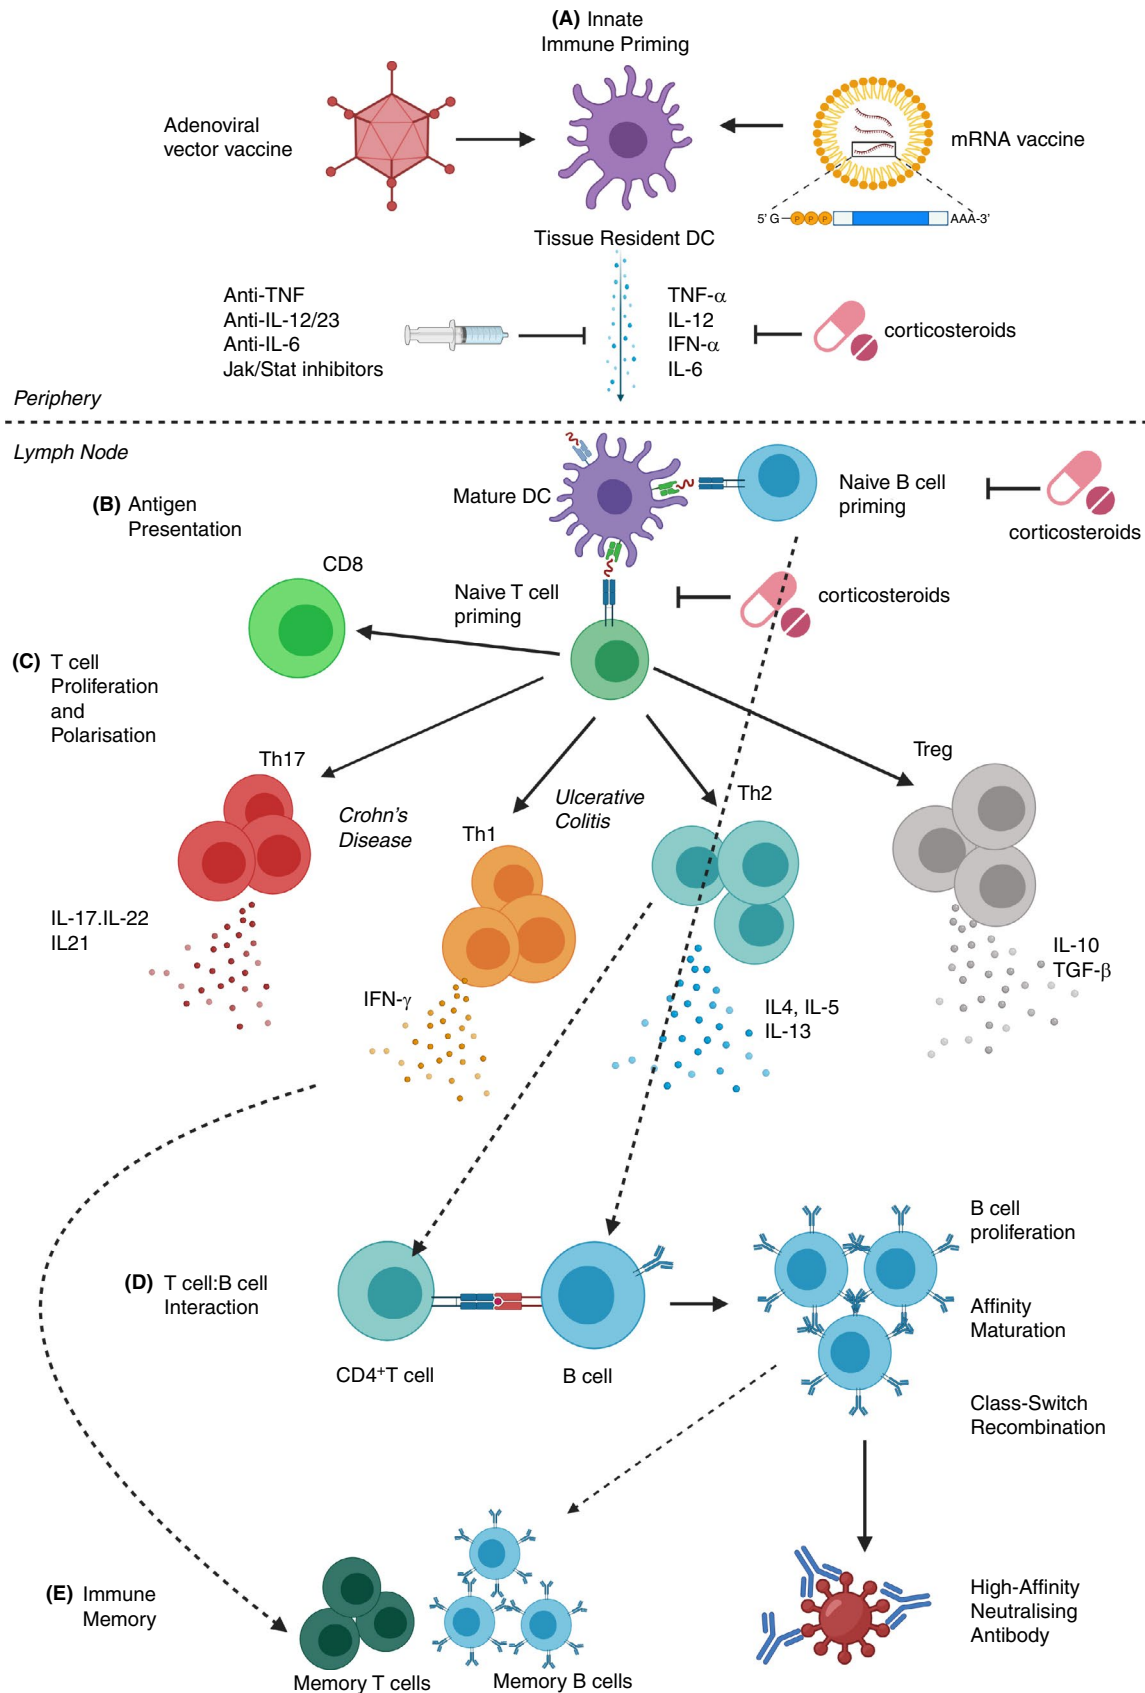 (A) Innate
Immune Priming
Adenoviral
vector vaccine
mRNA vaccine
5' G
P P P
AAA-3'
Tissue Resident DC
Anti-TNF
Anti-IL-12/23
Anti-IL-6
Jak/Stat inhibitors
TNF-α
IL-12
IFN-α
IL-6
corticosteroids
Periphery
Lymph Node
(B) Antigen
Presentation
Mature DC
Naive B cell
priming
corticosteroids
CD8
Naive T cell
priming
corticosteroids
(C) T cell
Proliferation
and
Polarisation
Th17
Crohn's
Disease
Th1
Ulcerative
Colitis
Th2
Treg
IL-17.IL-22
IL21
IFN-γ
IL4, IL-5
IL-13
IL-10
TGF-β
(D) T cell:B cell
Interaction
CD4⁺T cell
B cell
B cell
proliferation
Affinity
Maturation
Class-Switch
Recombination
(E) Immune
Memory
Memory T cells
Memory B cells
High-Affinity
Neutralising
Antibody